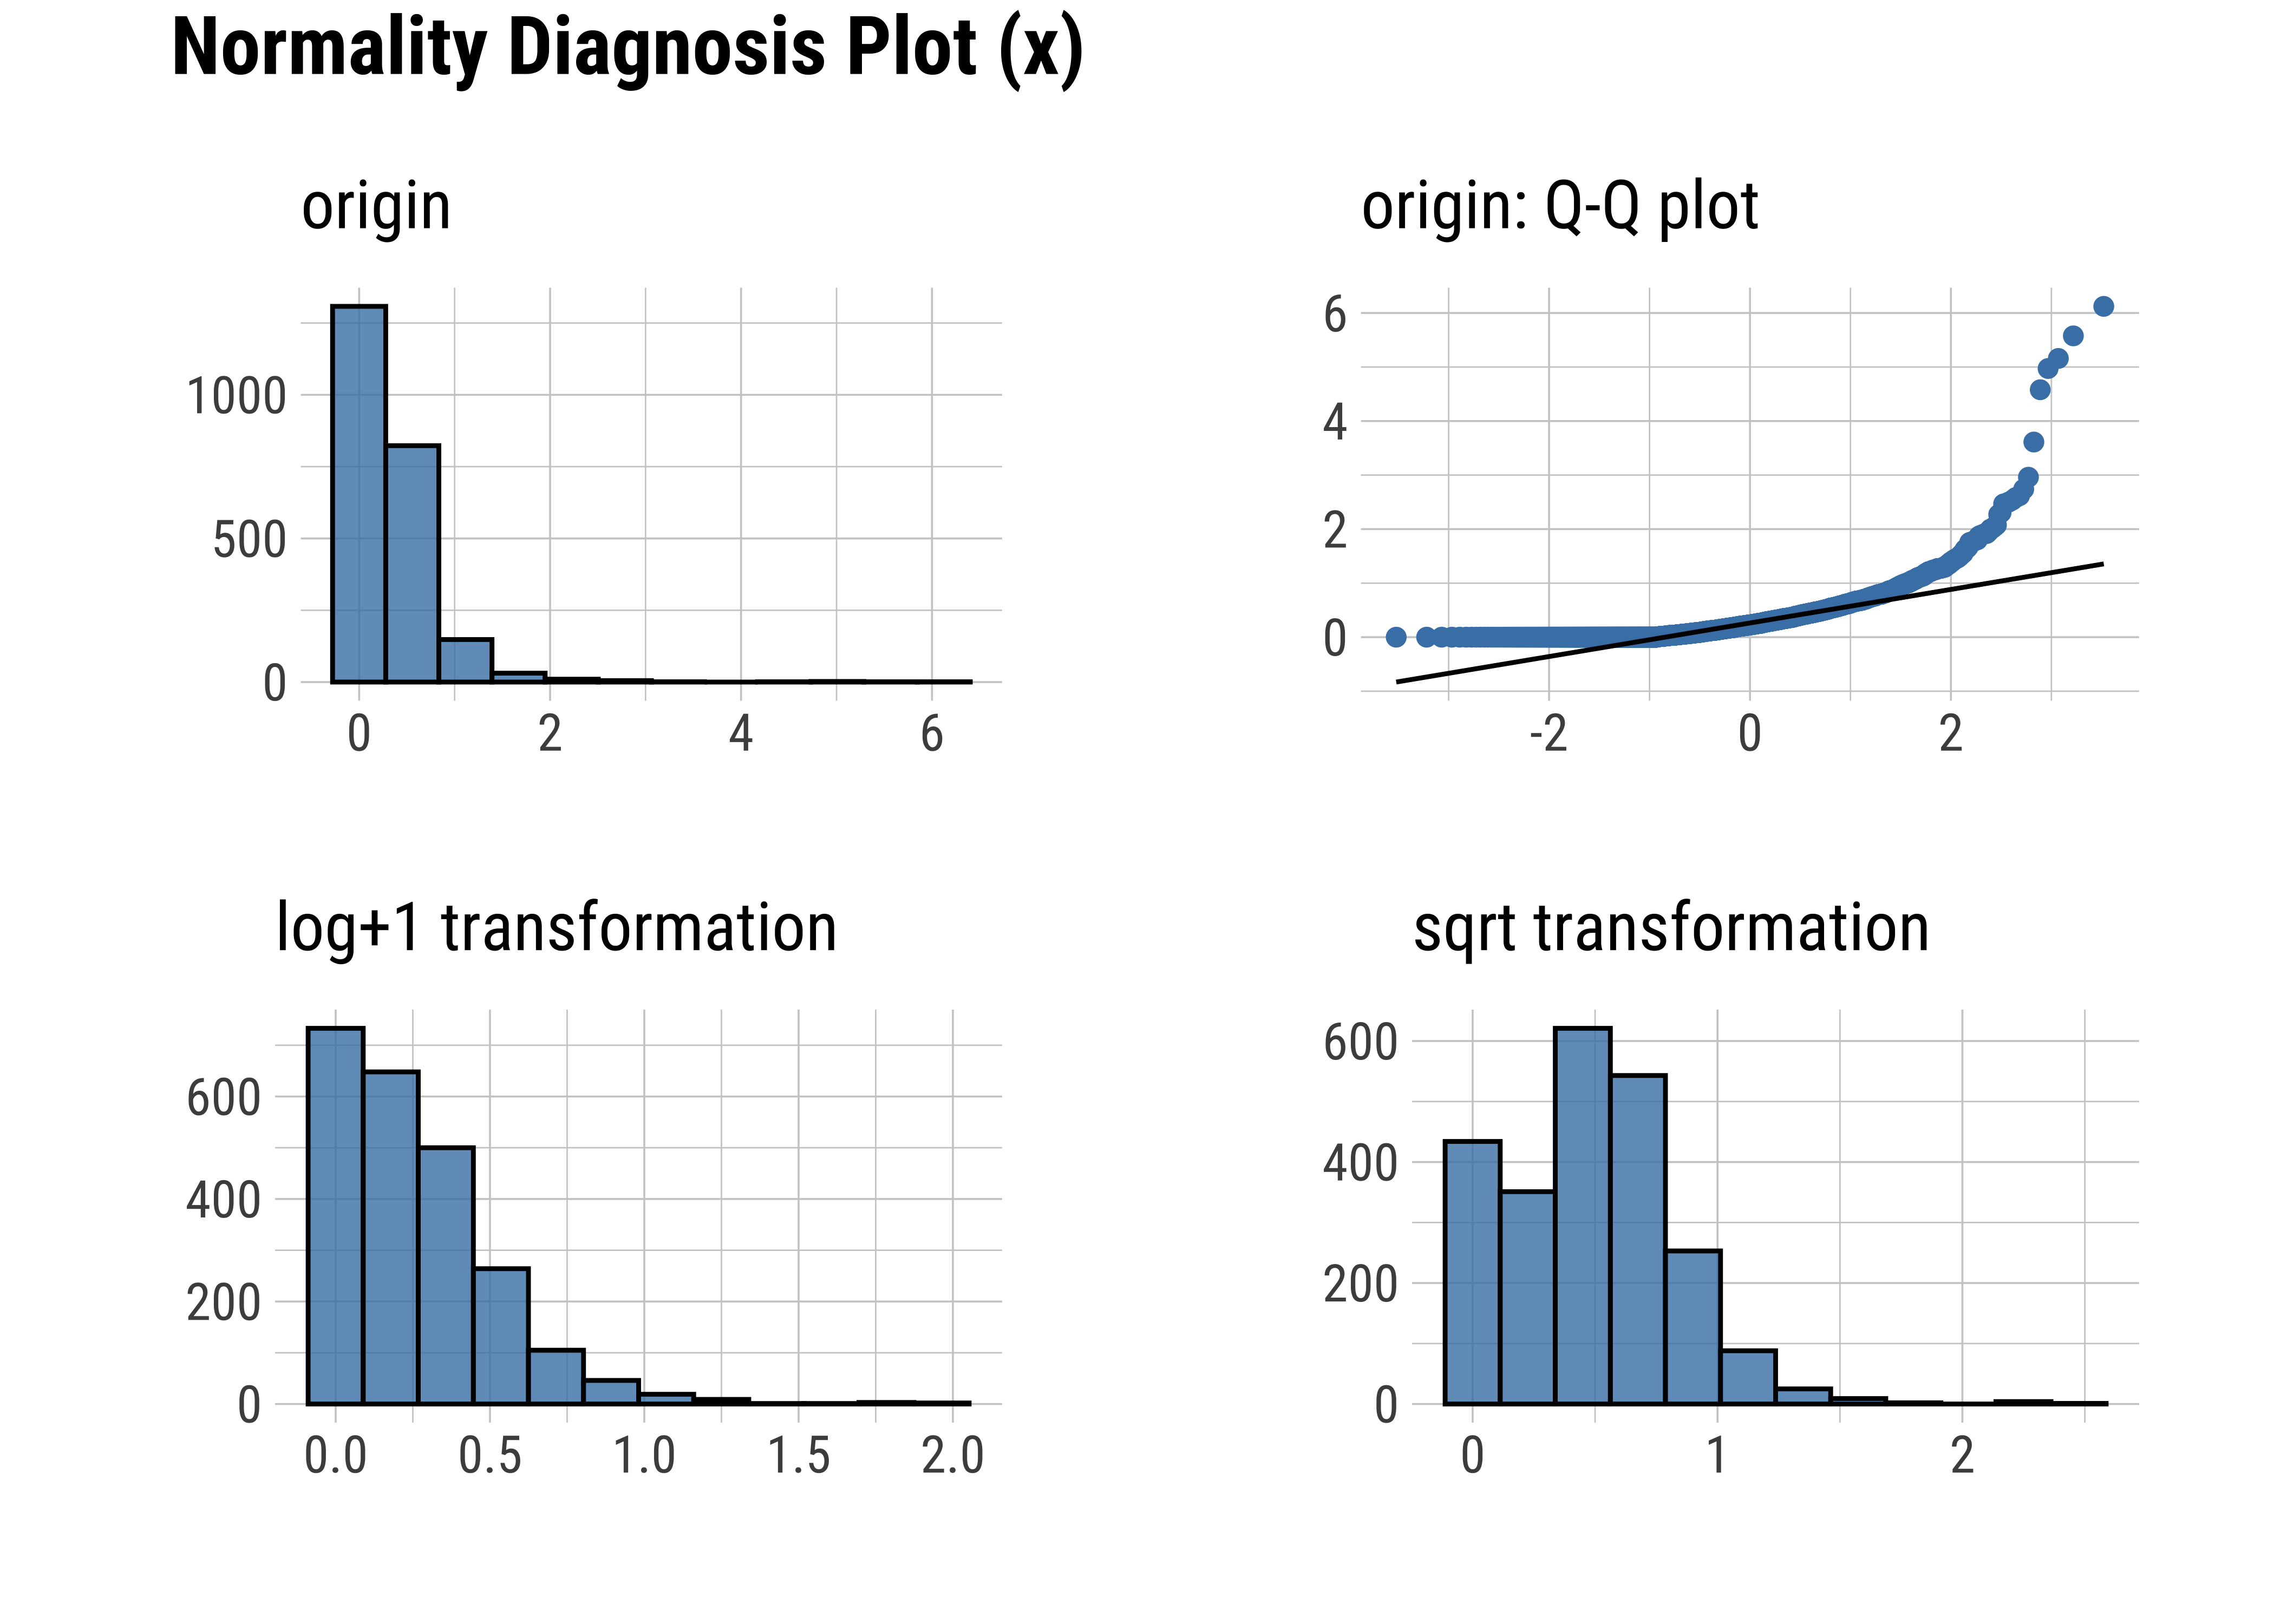 Normality Diagnosis Plot (x)
origin
1000
500
0
0 2 4 6
origin: Q-Q plot
6
4
2
0
-2 0 2
log+1 transformation
600
400
200
0
0.0 0.5 1.0 1.5 2.0
sqrt transformation
600
400
200
0
0 1 2